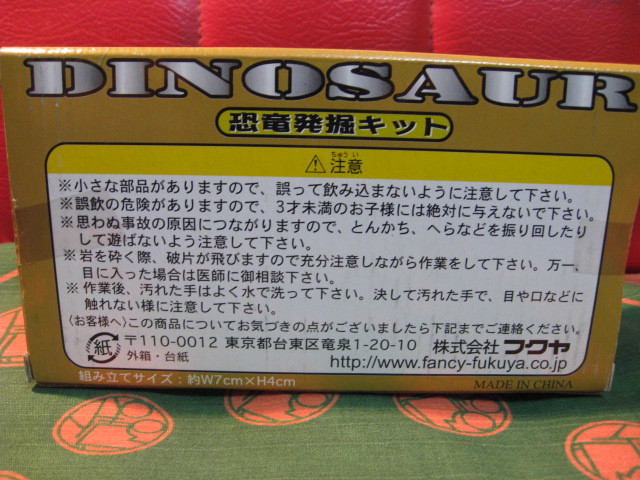 DINOSAUR
恐竜発掘キット
ちゅうい
⚠注意
※小さな部品がありますので、誤って飲み込まないように注意して下さい。
※誤飲の危険がありますので、3才未満のお子様には絶対に与えないで下さい。
※思わぬ事故の原因につながりますので、とんかち、へらなどを振り回したり
して遊ばないよう注意して下さい。
※岩を砕く際、破片が飛びますので充分注意しながら作業をして下さい。万一、
目に入った場合は医師に御相談下さい。
※作業後、汚れた手はよく水で洗って下さい。決して汚れた手で、目や口などに
触れない様に注意して下さい。
〈お客様へ〉この商品についてお気づきの点がございましたら下記までご連絡ください。
紙 〒110-0012 東京都台東区竜泉1-20-10 株式会社 フクヤ
外箱・台紙 http://www.fancy-fukuya.co.jp
組み立てサイズ：約W7cm×H4cm
MADE IN CHINA